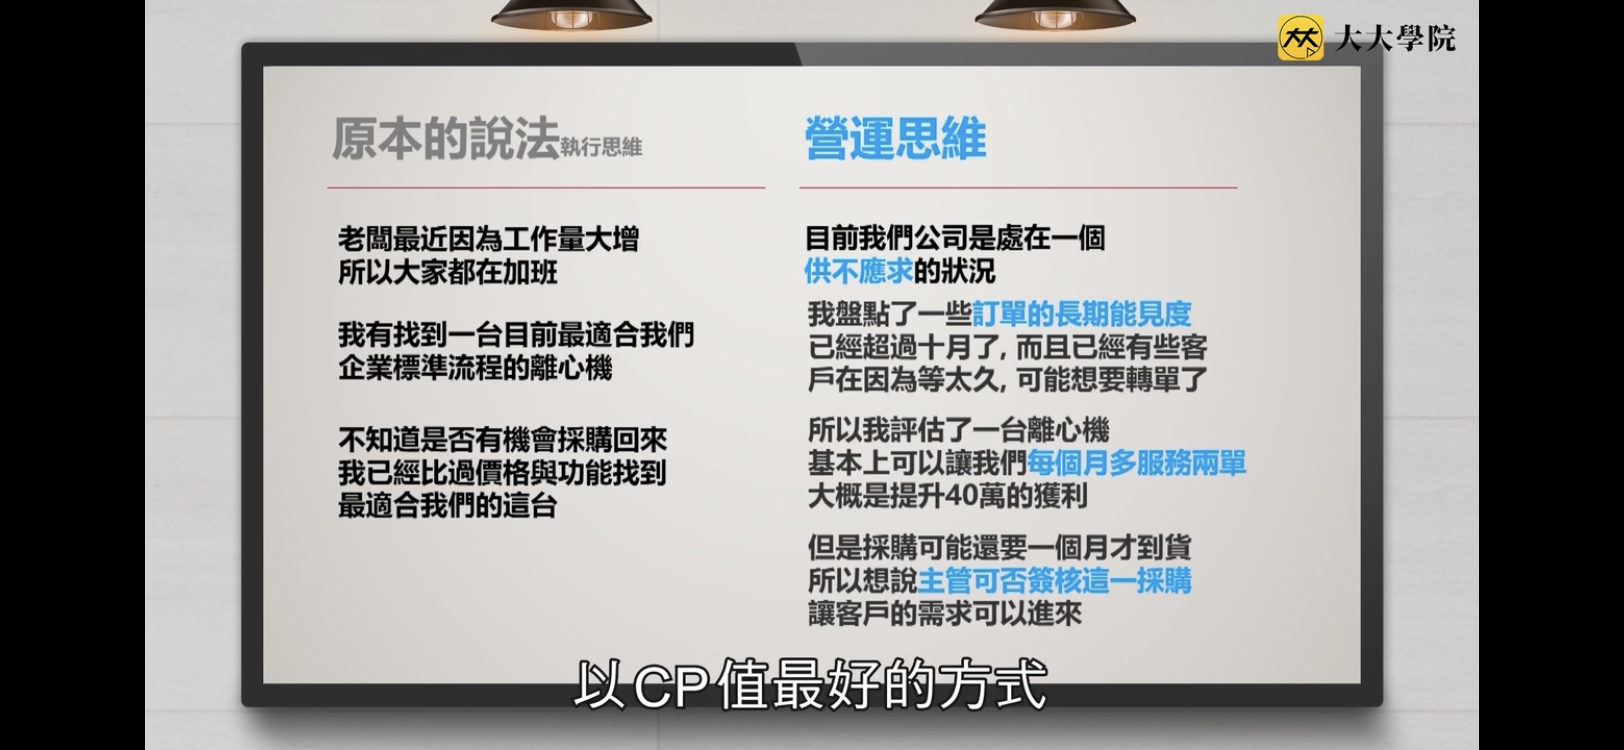 大大學院
原本的說法執行思維
老闆最近因為工作量大增
所以大家都在加班
我有找到一台目前最適合我們
企業標準流程的離心機
不知道是否有機會採購回來
我已經比過價格與功能找到
最適合我們的這台
營運思維
目前我們公司是處在一個
供不應求的狀況
我盤點了一些訂單的長期能見度
已經超過十月了, 而且已經有些客
戶在因為等太久, 可能想要轉單了
所以我評估了一台離心機
基本上可以讓我們每個月多服務兩單
大概是提升40萬的獲利
但是採購可能還要一個月才到貨
所以想說主管可否簽核這一採購
讓客戶的需求可以進來
以CP值最好的方式